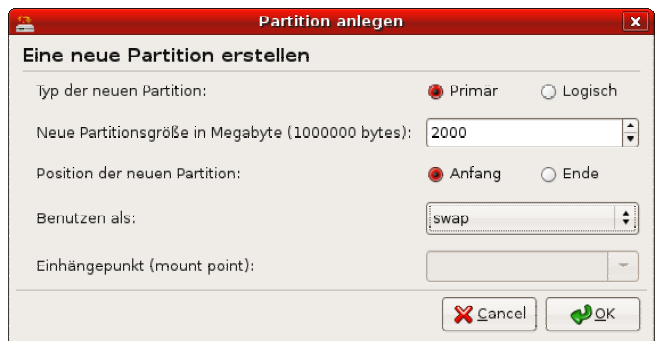 Partition anlegen
Eine neue Partition erstellen
Typ der neuen Partition: Primär Logisch
Neue Partitionsgröße in Megabyte (1000000 bytes): 2000
Position der neuen Partition: Anfang Ende
Benutzen als: swap
Einhängepunkt (mount point):
Cancel OK